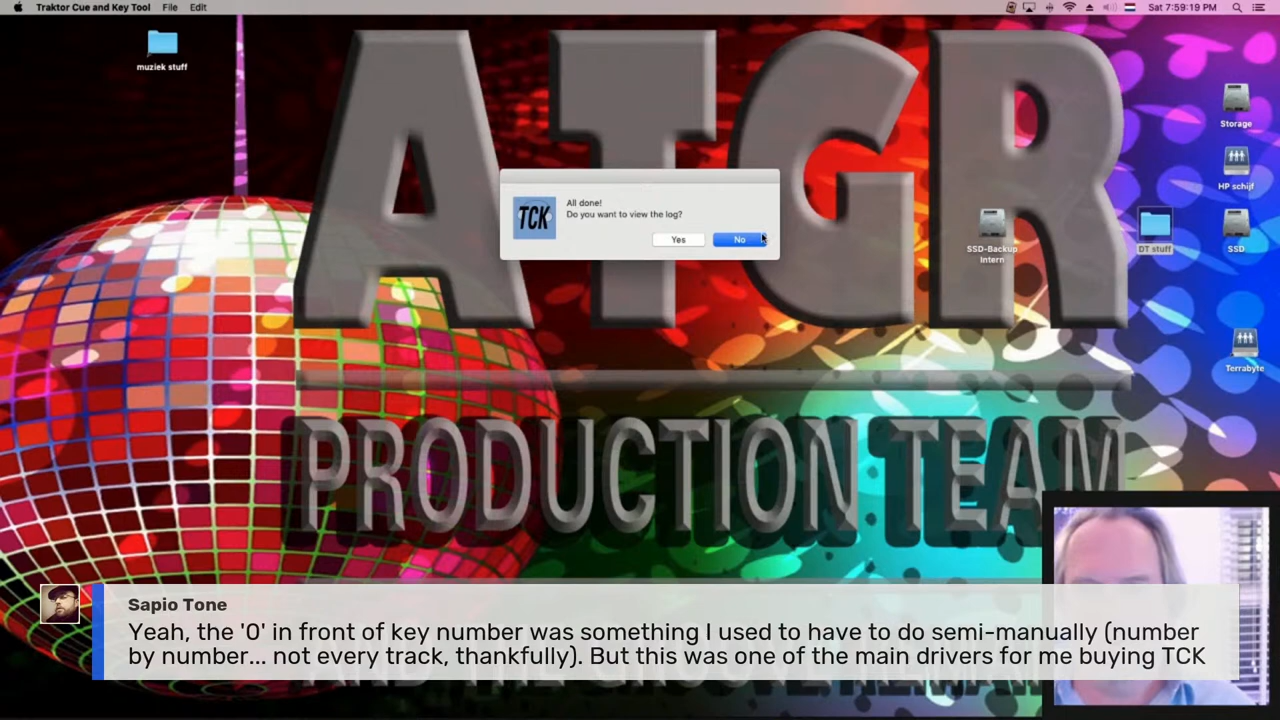 Traktor Cue and Key Tool File Edit
Sat 7:59:19 PM
muziek stuff
ATGR
Storage
HP schijf
TCK
All done!
Do you want to view the log?
Yes No
SSD-Backup
Intern
DT stuff
SSD
Terrabyte
PRODUCTION TEAM
Sapio Tone
Yeah, the '0' in front of key number was something I used to have to do semi-manually (number
by number... not every track, thankfully). But this was one of the main drivers for me buying TCK